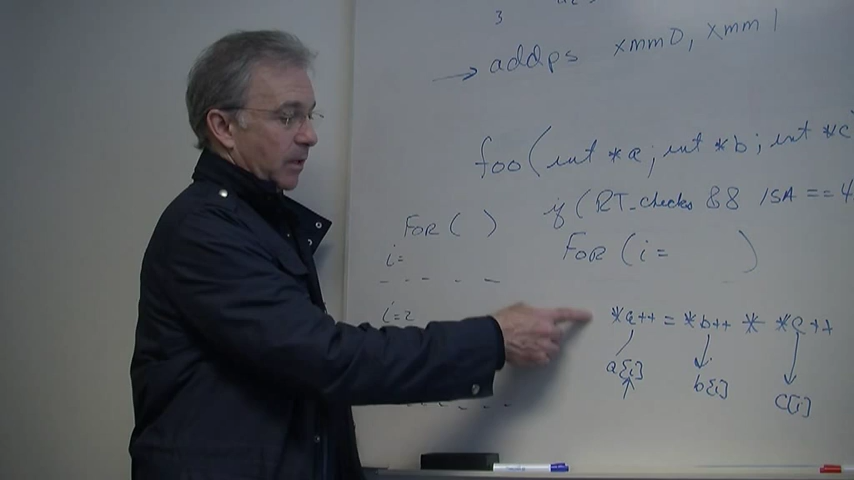 3
→ addps xmm0, xmm1
foo(int *a; int *b; int *c
if (RT_checks && ISA == 4
FOR ( )
FOR (i= )
i=
i=2
*a++ = *b++ * *c++
a[i]
b[i]
c[i]